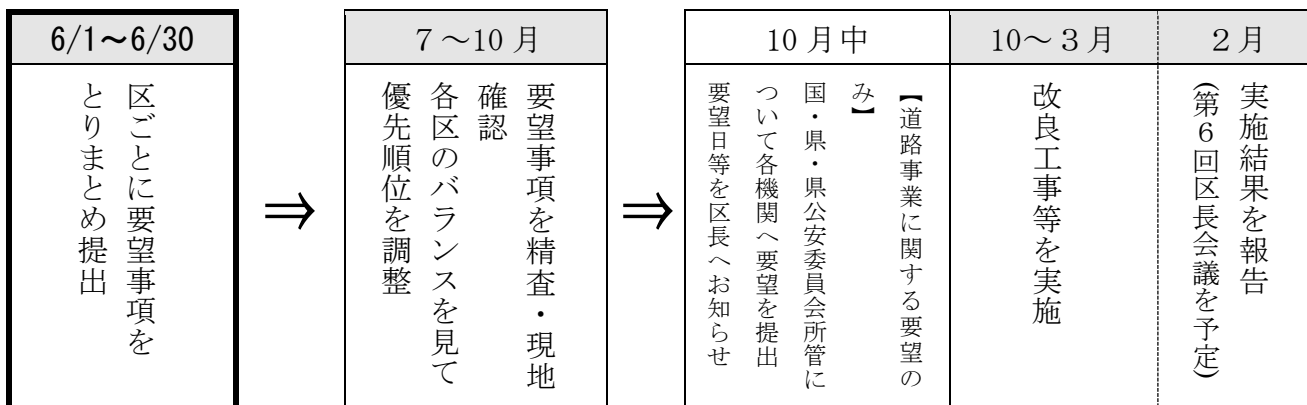 6/1～6/30
区ごとに要望事項を
とりまとめ提出
⇒
7～10月
要望事項を精査・現地
確認
各区のバランスを見て
優先順位を調整
⇒
10月中
【道路事業に関する要望の
み】
国・県・県公安委員会所管に
ついて各機関へ要望を提出
要望日等を区長へお知らせ
10～3月
改良工事等を実施
2月
実施結果を報告
(第6回区長会議を予定)